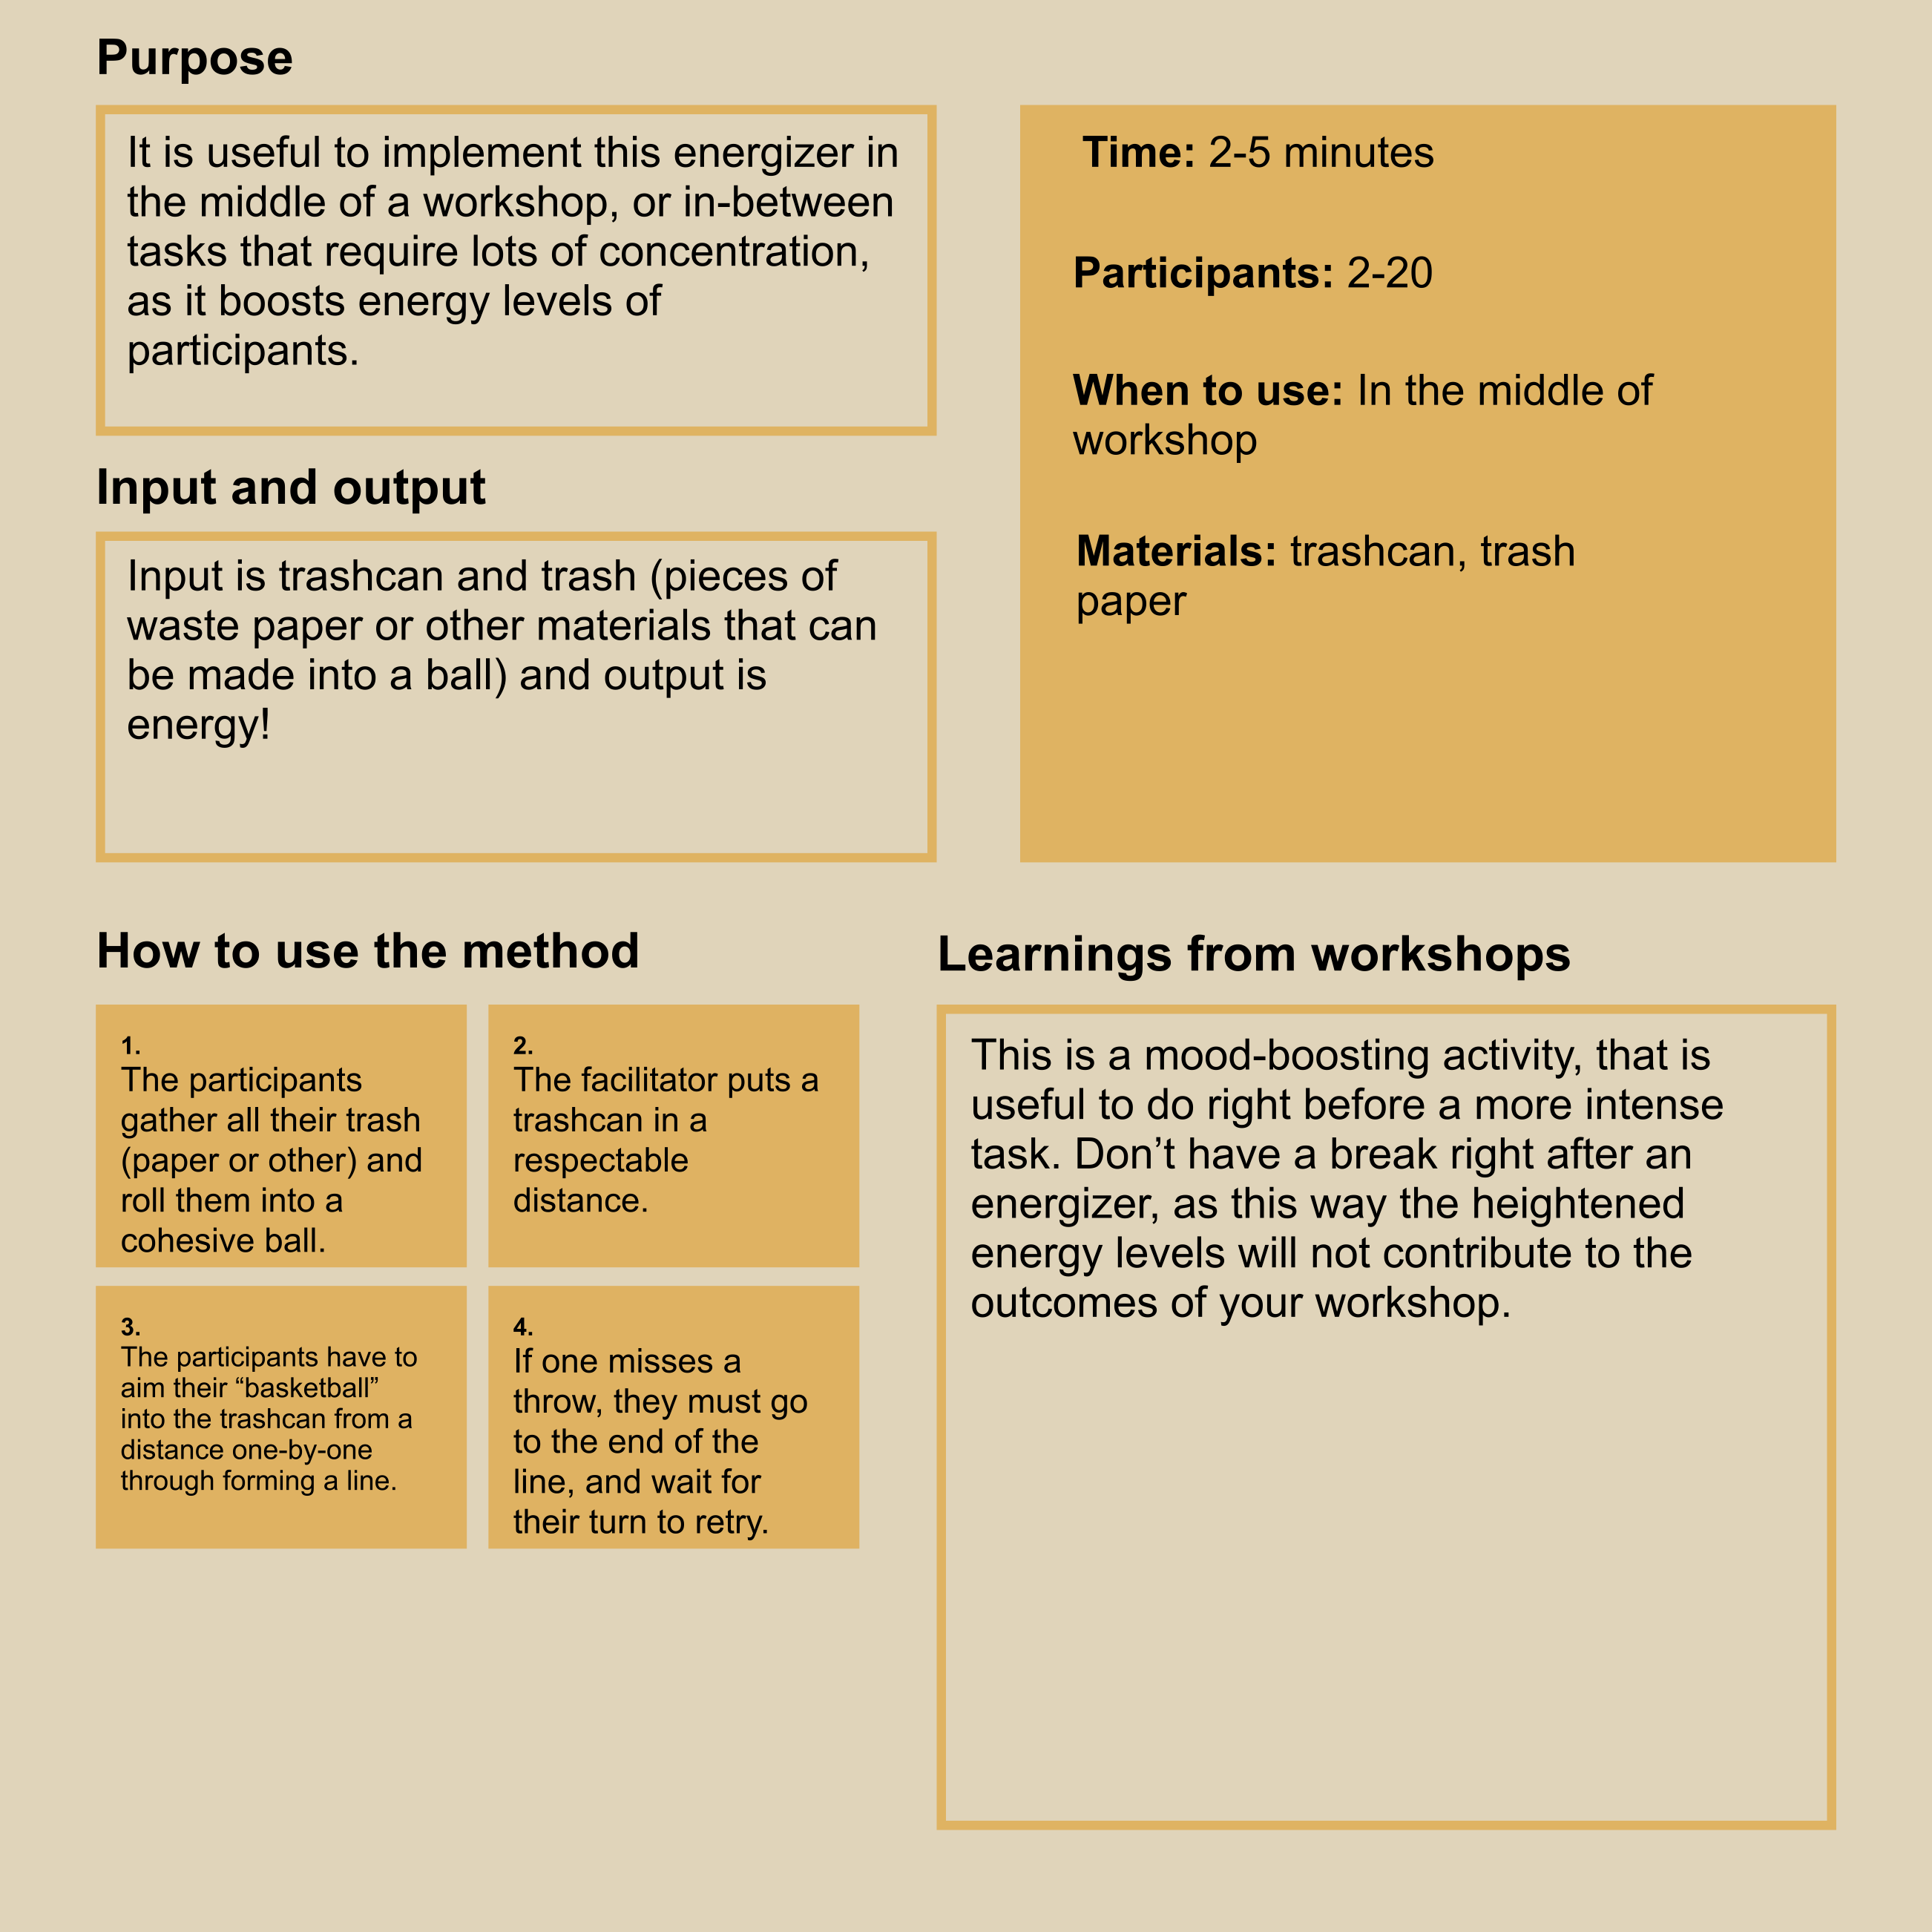 Purpose
It is useful to implement this energizer in
the middle of a workshop, or in-between
tasks that require lots of concentration,
as it boosts energy levels of
participants.
Time: 2-5 minutes
Participants: 2-20
When to use: In the middle of
workshop
Materials: trashcan, trash
paper
Input and output
Input is trashcan and trash (pieces of
waste paper or other materials that can
be made into a ball) and output is
energy!
How to use the method
1.
The participants
gather all their trash
(paper or other) and
roll them into a
cohesive ball.
2.
The facilitator puts a
trashcan in a
respectable
distance.
3.
The participants have to
aim their “basketball”
into the trashcan from a
distance one-by-one
through forming a line.
4.
If one misses a
throw, they must go
to the end of the
line, and wait for
their turn to retry.
Learnings from workshops
This is a mood-boosting activity, that is
useful to do right before a more intense
task. Don’t have a break right after an
energizer, as this way the heightened
energy levels will not contribute to the
outcomes of your workshop.